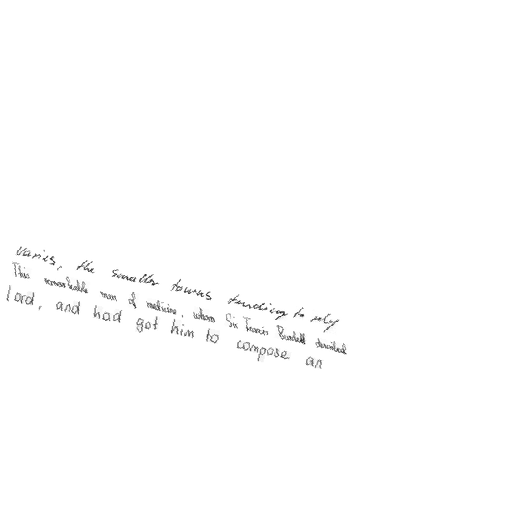 varies, the smaller towns tending to rely
This remarkable man of medicine, whom Sir Francis Burdett described
lord, and had got him to compose an